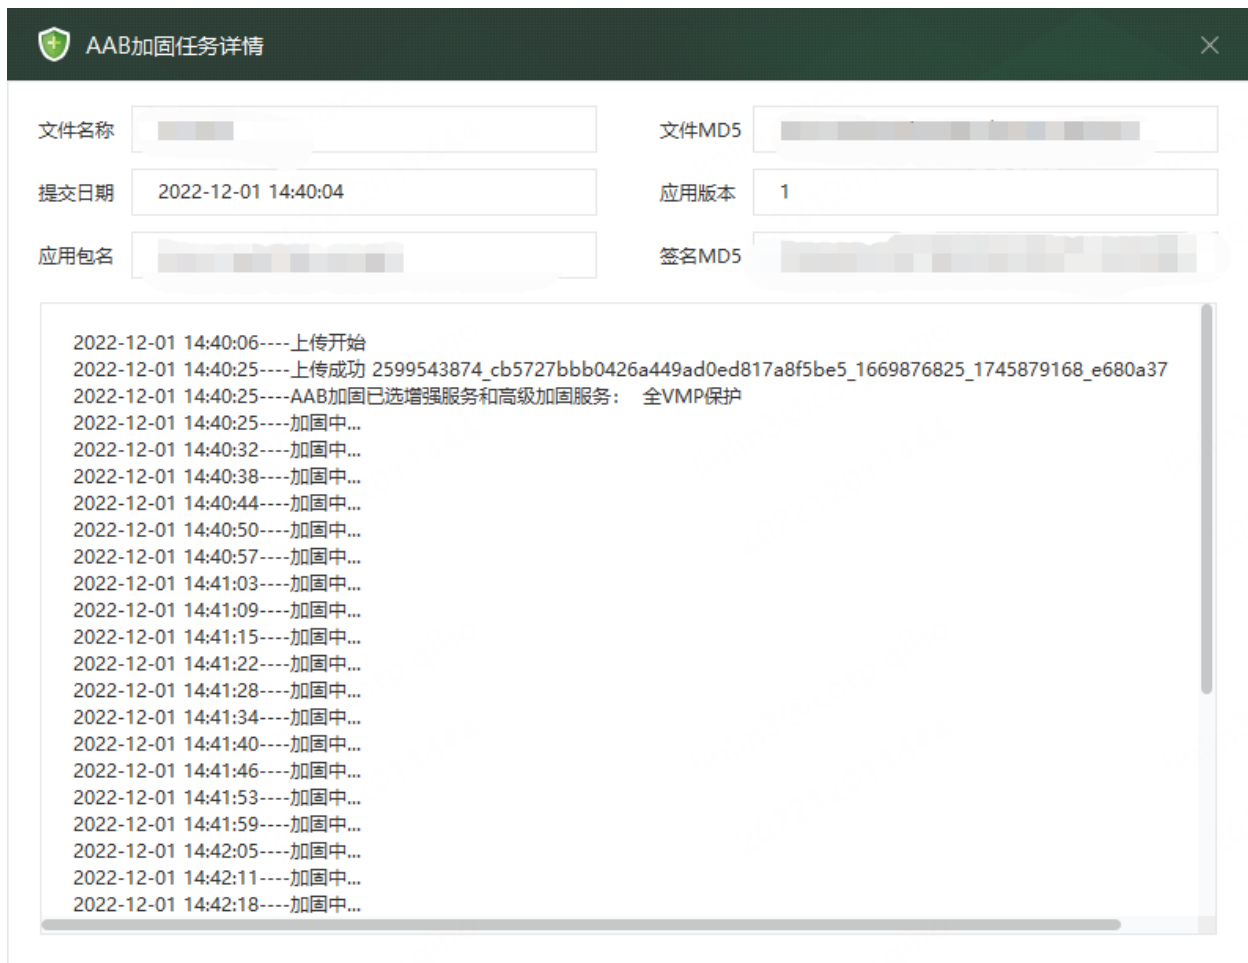 AAB加固任务详情
文件名称
文件MD5
提交日期 2022-12-01 14:40:04
应用版本 1
应用包名
签名MD5
2022-12-01 14:40:06----上传开始
2022-12-01 14:40:25----上传成功 2599543874_cb5727bbb0426a449ad0ed817a8f5be5_1669876825_1745879168_e680a37
2022-12-01 14:40:25----AAB加固已选增强服务和高级加固服务： 全VMP保护
2022-12-01 14:40:25----加固中...
2022-12-01 14:40:32----加固中...
2022-12-01 14:40:38----加固中...
2022-12-01 14:40:44----加固中...
2022-12-01 14:40:50----加固中...
2022-12-01 14:40:57----加固中...
2022-12-01 14:41:03----加固中...
2022-12-01 14:41:09----加固中...
2022-12-01 14:41:15----加固中...
2022-12-01 14:41:22----加固中...
2022-12-01 14:41:28----加固中...
2022-12-01 14:41:34----加固中...
2022-12-01 14:41:40----加固中...
2022-12-01 14:41:46----加固中...
2022-12-01 14:41:53----加固中...
2022-12-01 14:41:59----加固中...
2022-12-01 14:42:05----加固中...
2022-12-01 14:42:11----加固中...
2022-12-01 14:42:18----加固中...